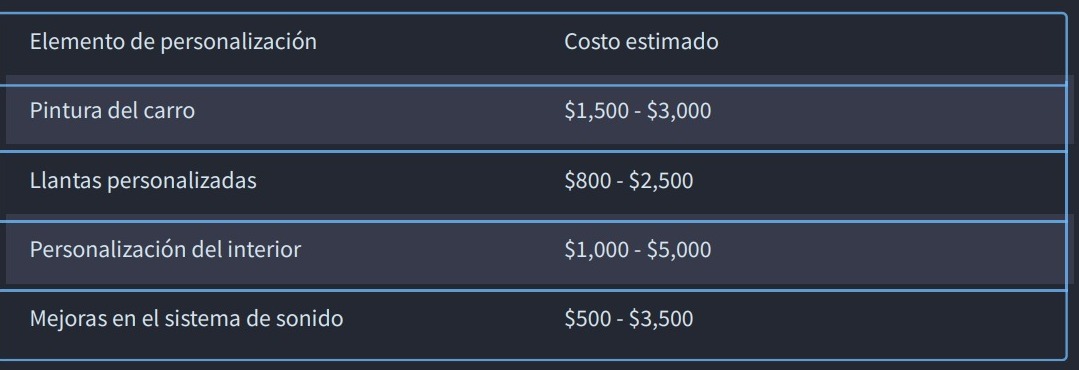 Elemento de personalización Costo estimado
Pintura del carro $1,500 - $3,000
Llantas personalizadas $800 - $2,500
Personalización del interior $1,000 - $5,000
Mejoras en el sistema de sonido $500 - $3,500